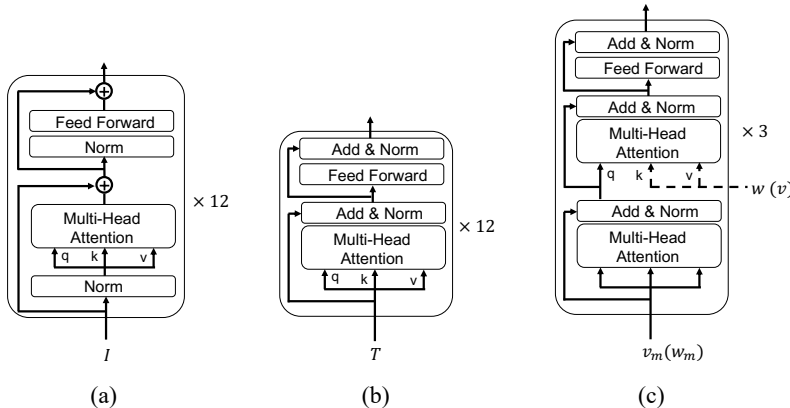 Feed Forward
Norm
Multi-Head
Attention
q k v
Norm
× 12
I
(a)
Add & Norm
Feed Forward
Add & Norm
Multi-Head
Attention
q k v
× 12
T
(b)
Add & Norm
Feed Forward
Add & Norm
Multi-Head
Attention
q k v
× 3
w (v)
Add & Norm
Multi-Head
Attention
v_m(w_m)
(c)